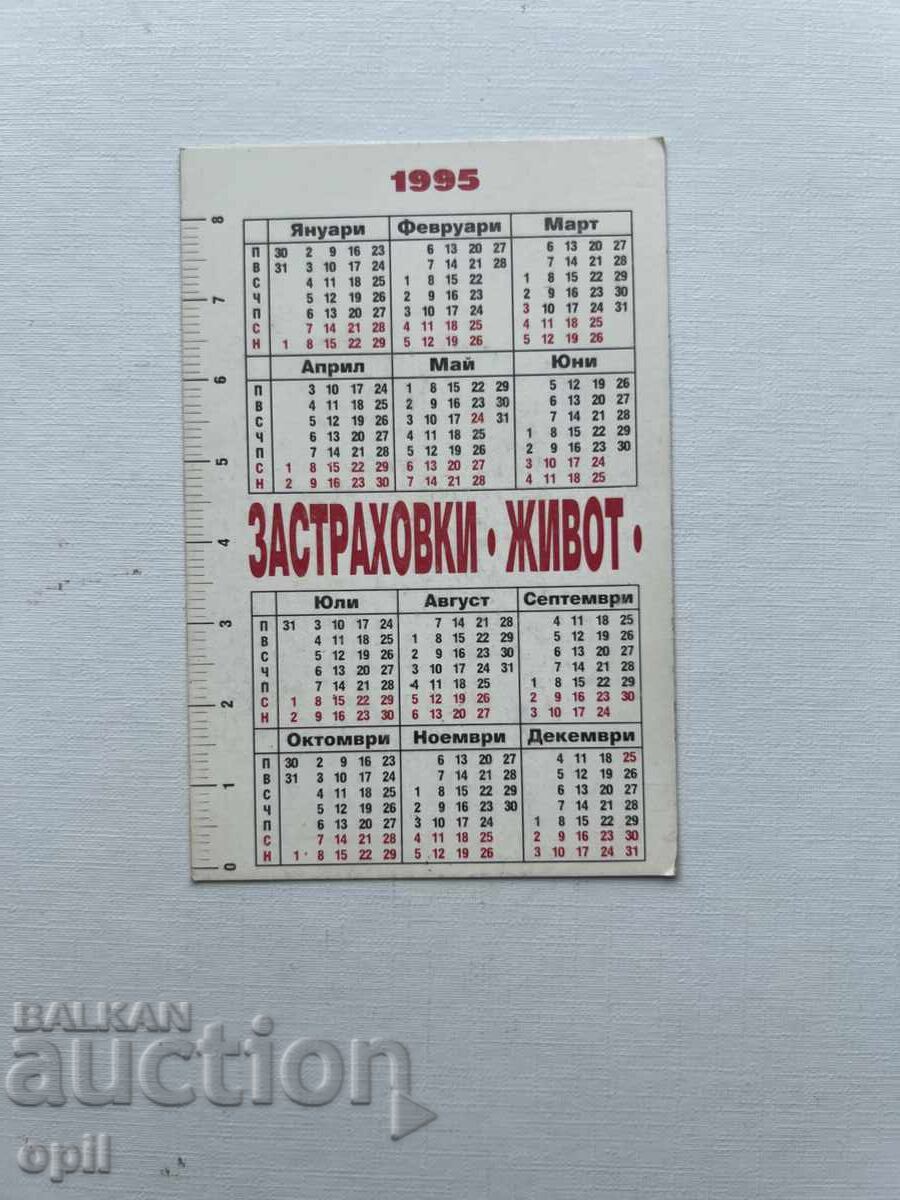 1995
Януари Февруари Март
П 30 2 9 16 23 6 13 20 27 6 13 20 27
В 31 3 10 17 24 7 14 21 28 7 14 21 28
С 4 11 18 25 1 8 15 22 1 8 15 22 29
Ч 5 12 19 26 2 9 16 23 2 9 16 23 30
П 6 13 20 27 3 10 17 24 3 10 17 24 31
С 7 14 21 28 4 11 18 25 4 11 18 25
Н 1 8 15 22 29 5 12 19 26 5 12 19 26
Април Май Юни
П 3 10 17 24 1 8 15 22 29 5 12 19 26
В 4 11 18 25 2 9 16 23 30 6 13 20 27
С 5 12 19 26 3 10 17 24 31 7 14 21 28
Ч 6 13 20 27 4 11 18 25 1 8 15 22 29
П 7 14 21 28 5 12 19 26 2 9 16 23 30
С 1 8 15 22 29 6 13 20 27 3 10 17 24
Н 2 9 16 23 30 7 14 21 28 4 11 18 25
ЗАСТРАХОВКИ • ЖИВОТ •
Юли Август Септември
П 31 3 10 17 24 7 14 21 28 4 11 18 25
В 4 11 18 25 1 8 15 22 29 5 12 19 26
С 5 12 19 26 2 9 16 23 30 6 13 20 27
Ч 6 13 20 27 3 10 17 24 31 7 14 21 28
П 7 14 21 28 4 11 18 25 1 8 15 22 29
С 1 8 15 22 29 5 12 19 26 2 9 16 23 30
Н 2 9 16 23 30 6 13 20 27 3 10 17 24
Октомври Ноември Декември
П 30 2 9 16 23 6 13 20 27 4 11 18 25
В 31 3 10 17 24 7 14 21 28 5 12 19 26
С 4 11 18 25 1 8 15 22 29 6 13 20 27
Ч 5 12 19 26 2 9 16 23 30 7 14 21 28
П 6 13 20 27 3 10 17 24 1 8 15 22 29
С 7 14 21 28 4 11 18 25 2 9 16 23 30
Н 1 8 15 22 29 5 12 19 26 3 10 17 24 31
0 1 2 3 4 5 6 7 8
BALKAN
auction
opil